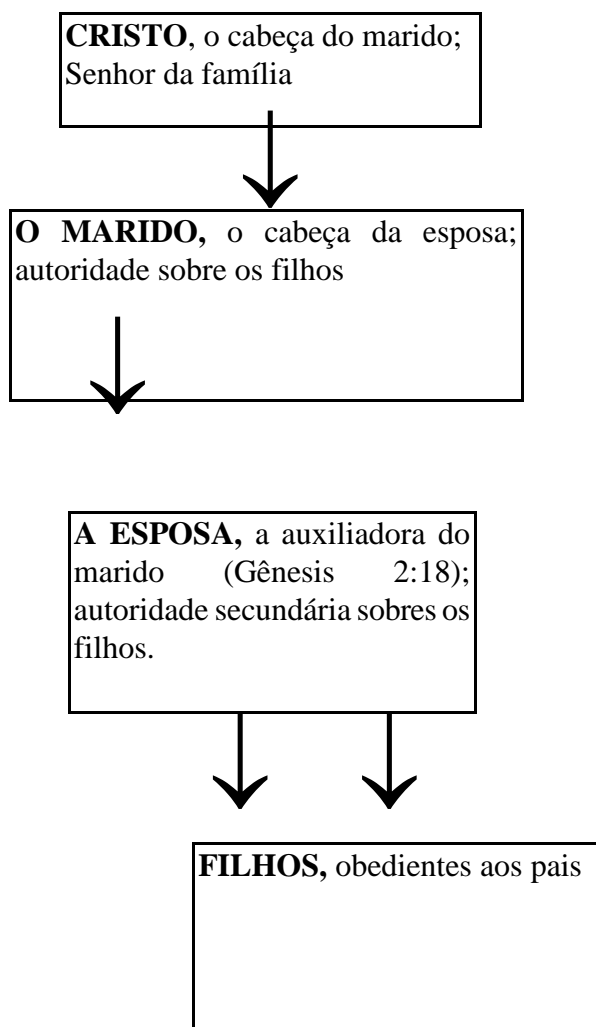 CRISTO, o cabeça do marido;
Senhor da família
O MARIDO, o cabeça da esposa;
autoridade sobre os filhos
A ESPOSA, a auxiliadora do
marido (Gênesis 2:18);
autoridade secundária sobres os
filhos.
FILHOS, obedientes aos pais